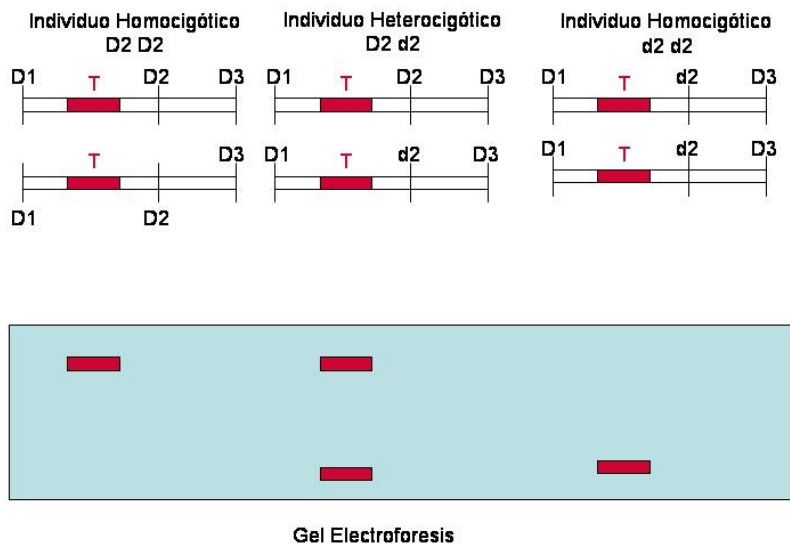 Individuo Homocigótico
D2 D2
D1 T D2 D3
T D3
D1 D2
Individuo Heterocigótico
D2 d2
D1 T D2 D3
D1 T d2 D3
Individuo Homocigótico
d2 d2
D1 T d2 D3
D1 T d2 D3
Gel Electroforesis